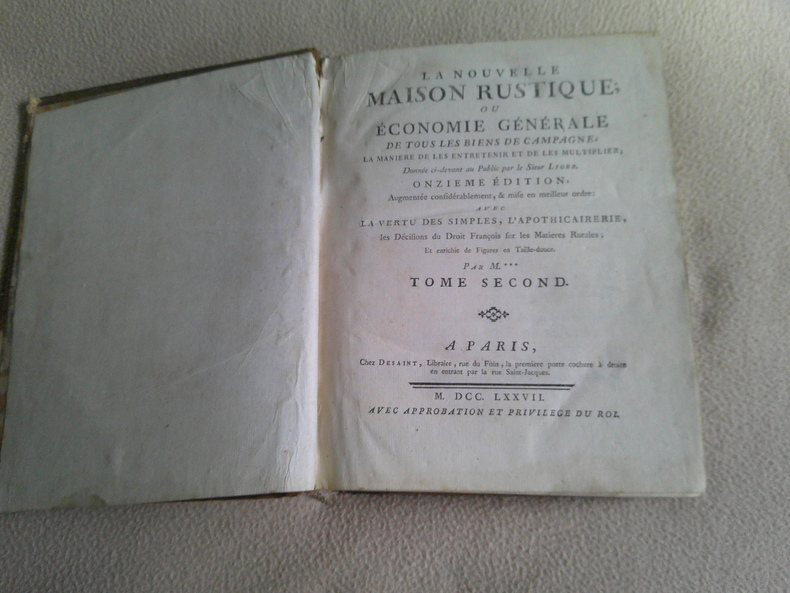 LA NOUVELLE
MAISON RUSTIQUE,
OU
ÉCONOMIE GÉNÉRALE
DE TOUS LES BIENS DE CAMPAGNE:
LA MANIERE DE LES ENTRETENIR ET DE LES MULTIPLIER;
Donnée ci-devant au Public par le Sieur
ONZIEME ÉDITION.
Augmentée considérablement, & mise en meilleur ordre;
AVEC
LA VERTU DES SIMPLES, L'APOTHICAIRERIE,
les Décisions du Droit François sur les Matieres Rurales;
Et enrichie de Figures en Taille-douce.
PAR M.***
TOME SECOND.
A PARIS,
Chez DESAINT, Libraire, rue du Foin, la premiere porte cochere à droite
en entrant par la rue Saint-Jacques.
M. DCC. LXXVII.
AVEC APPROBATION ET PRIVILEGE DU ROI.